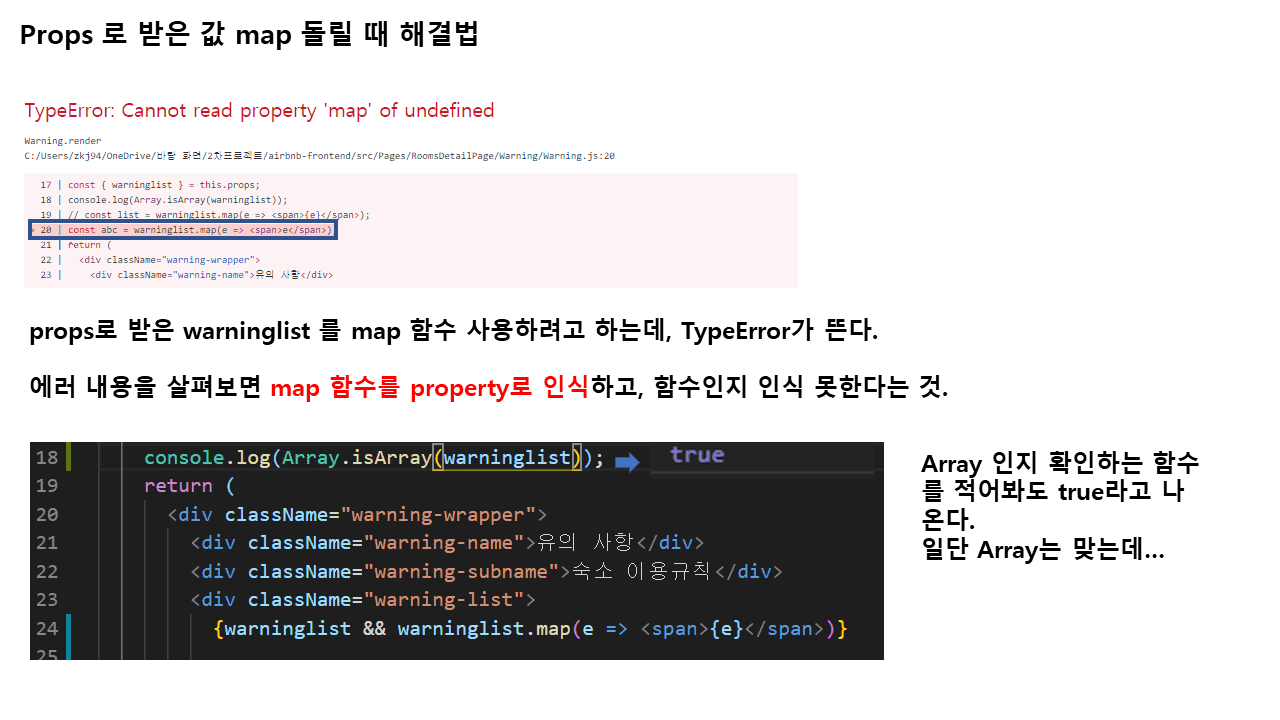 Props 로 받은 값 map 돌릴 때 해결법
TypeError: Cannot read property 'map' of undefined
Warning.render
C:/Users/zkj94/OneDrive/바탕 화면/2차프로젝트/airbnb-frontend/src/Pages/RoomsDetailPage/Warning/Warning.js:20
17 | const { warninglist } = this.props;
18 | console.log(Array.isArray(warninglist));
19 | // const list = warninglist.map(e => <span>{e}</span>);
> 20 | const abc = warninglist.map(e => <span>e</span>)
21 | return (
22 | <div className="warning-wrapper">
23 | <div className="warning-name">유의 사항</div>
props로 받은 warninglist 를 map 함수 사용하려고 하는데, TypeError가 뜬다.
에러 내용을 살펴보면 map 함수를 property로 인식하고, 함수인지 인식 못한다는 것.
18 console.log(Array.isArray(warninglist)); true
19 return (
20 <div className="warning-wrapper">
21 <div className="warning-name">유의 사항</div>
22 <div className="warning-subname">숙소 이용규칙</div>
23 <div className="warning-list">
24 {warninglist && warninglist.map(e => <span>{e}</span>)}
25
Array 인지 확인하는 함수
를 적어봐도 true라고 나
온다.
일단 Array는 맞는데...